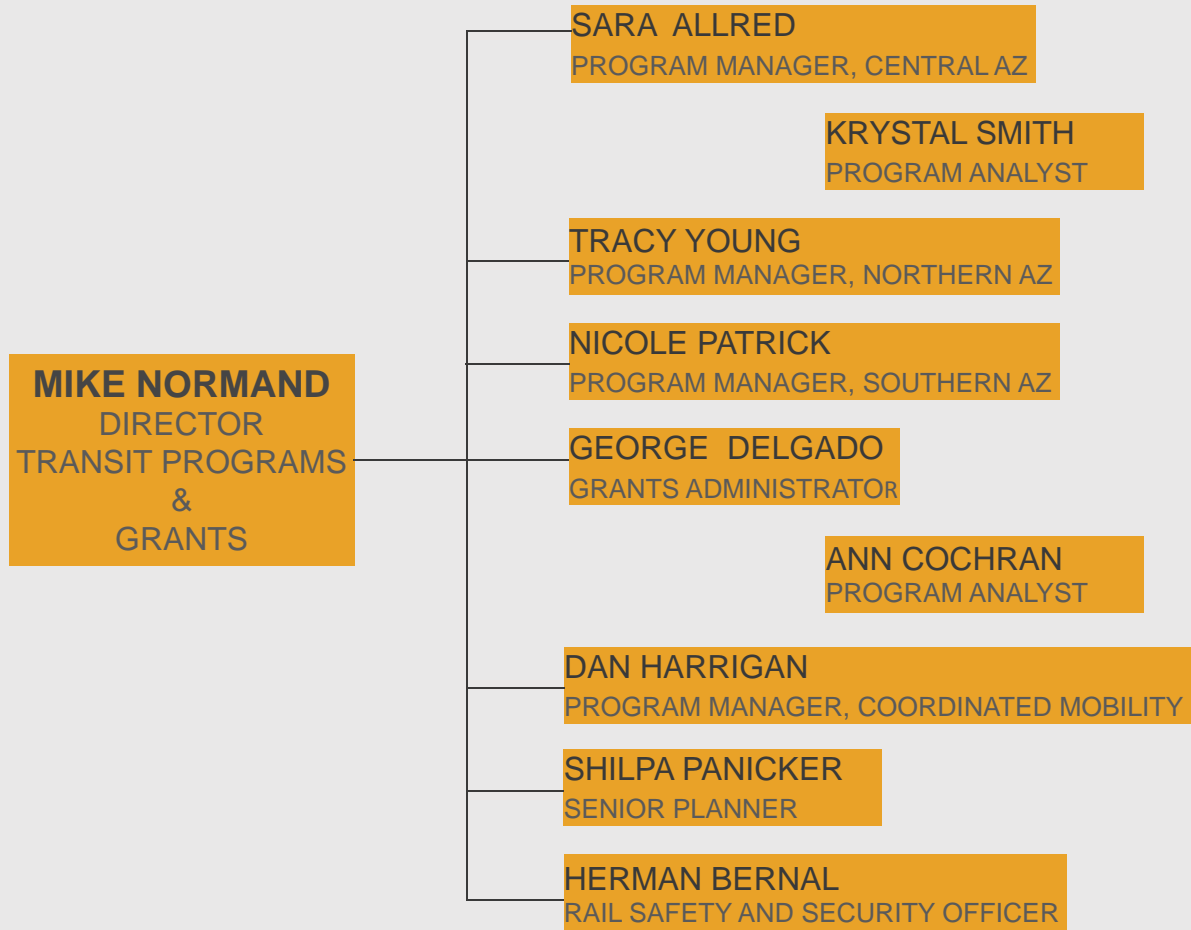 SARA ALLRED
PROGRAM MANAGER, CENTRAL AZ
KRYSTAL SMITH
PROGRAM ANALYST
TRACY YOUNG
PROGRAM MANAGER, NORTHERN AZ
NICOLE PATRICK
PROGRAM MANAGER, SOUTHERN AZ
MIKE NORMAND
DIRECTOR
TRANSIT PROGRAMS
&
GRANTS
GEORGE DELGADO
GRANTS ADMINISTRATOR
ANN COCHRAN
PROGRAM ANALYST
DAN HARRIGAN
PROGRAM MANAGER, COORDINATED MOBILITY
SHILPA PANICKER
SENIOR PLANNER
HERMAN BERNAL
RAIL SAFETY AND SECURITY OFFICER